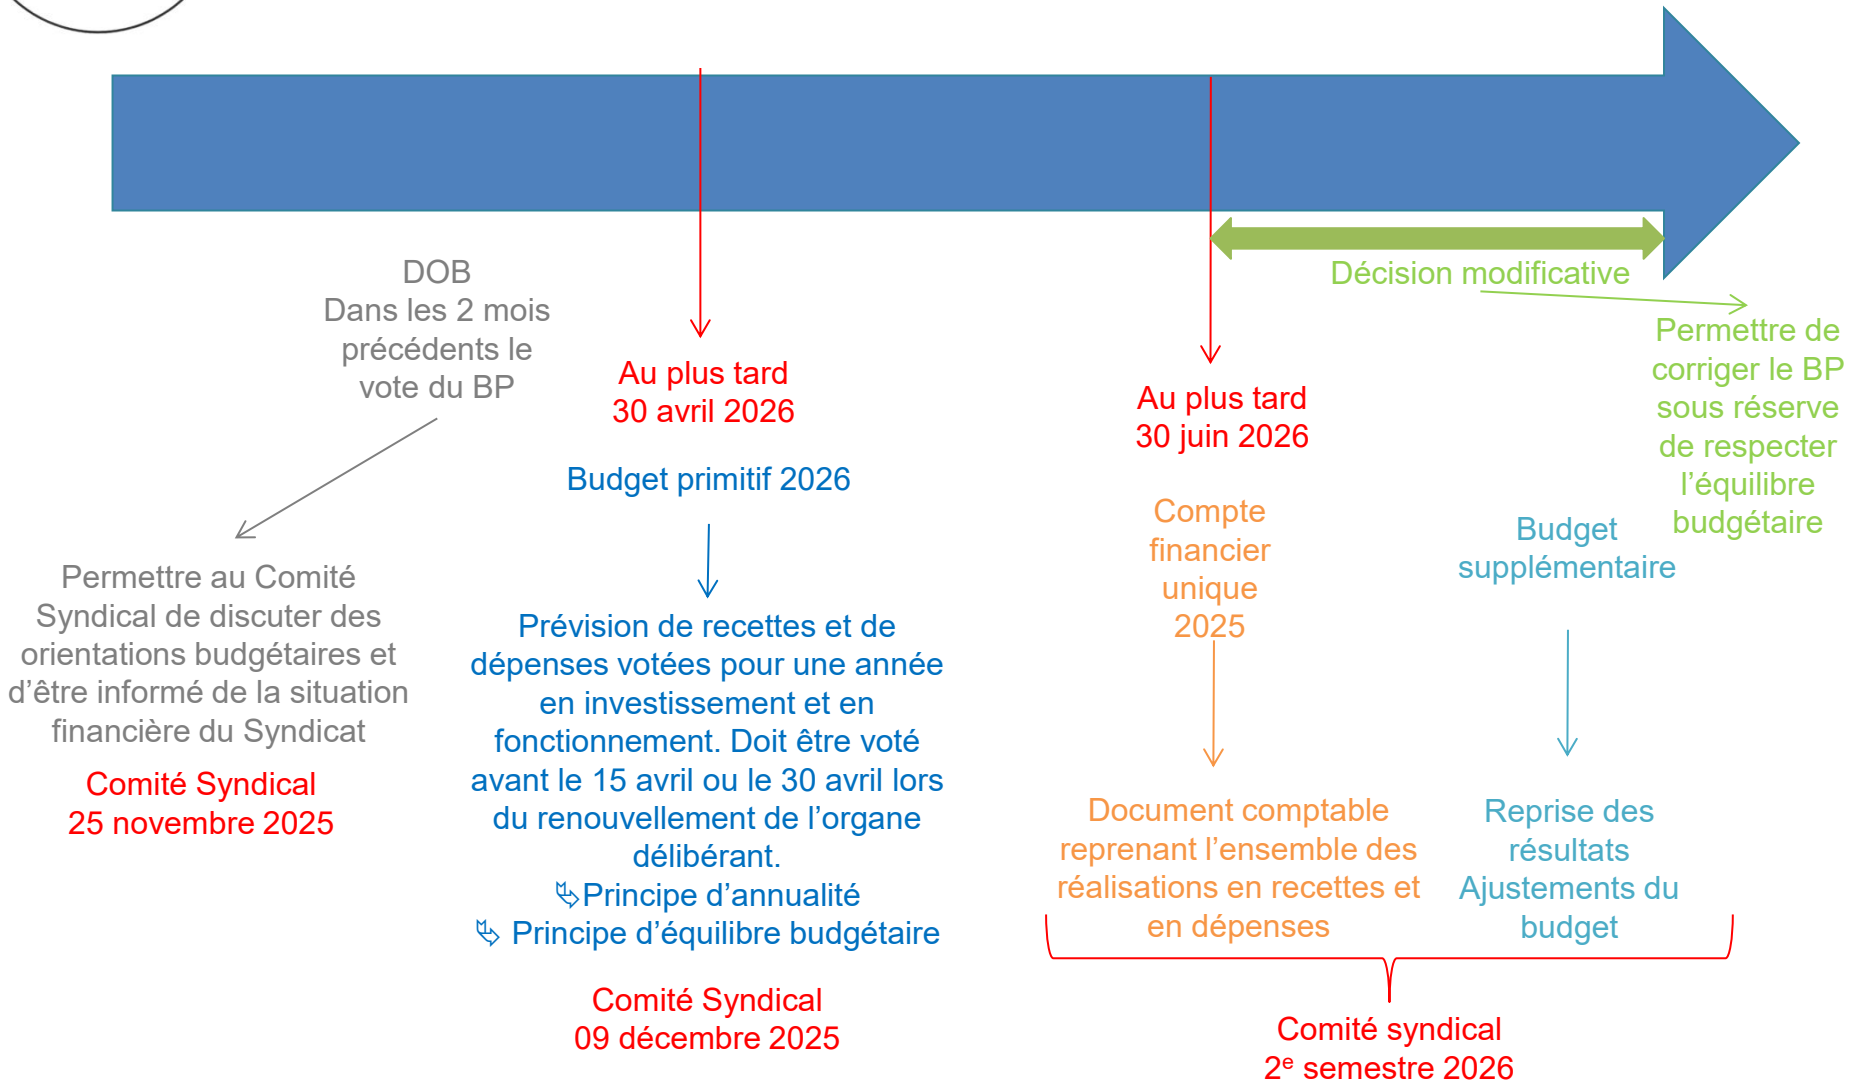 DOB
Dans les 2 mois
précédents le
vote du BP
Permettre au Comité
Syndical de discuter des
orientations budgétaires et
d’être informé de la situation
financière du Syndicat
Comité Syndical
25 novembre 2025
Au plus tard
30 avril 2026
Budget primitif 2026
Prévision de recettes et de
dépenses votées pour une année
en investissement et en
fonctionnement. Doit être voté
avant le 15 avril ou le 30 avril lors
du renouvellement de l’organe
délibérant.
Principe d’annualité
Principe d’équilibre budgétaire
Comité Syndical
09 décembre 2025
Au plus tard
30 juin 2026
Compte
financier
unique
2025
Document comptable
reprenant l’ensemble des
réalisations en recettes et
en dépenses
Décision modificative
Permettre de
corriger le BP
sous réserve
de respecter
l’équilibre
budgétaire
Budget
supplémentaire
Reprise des
résultats
Ajustements du
budget
Comité syndical
2e semestre 2026